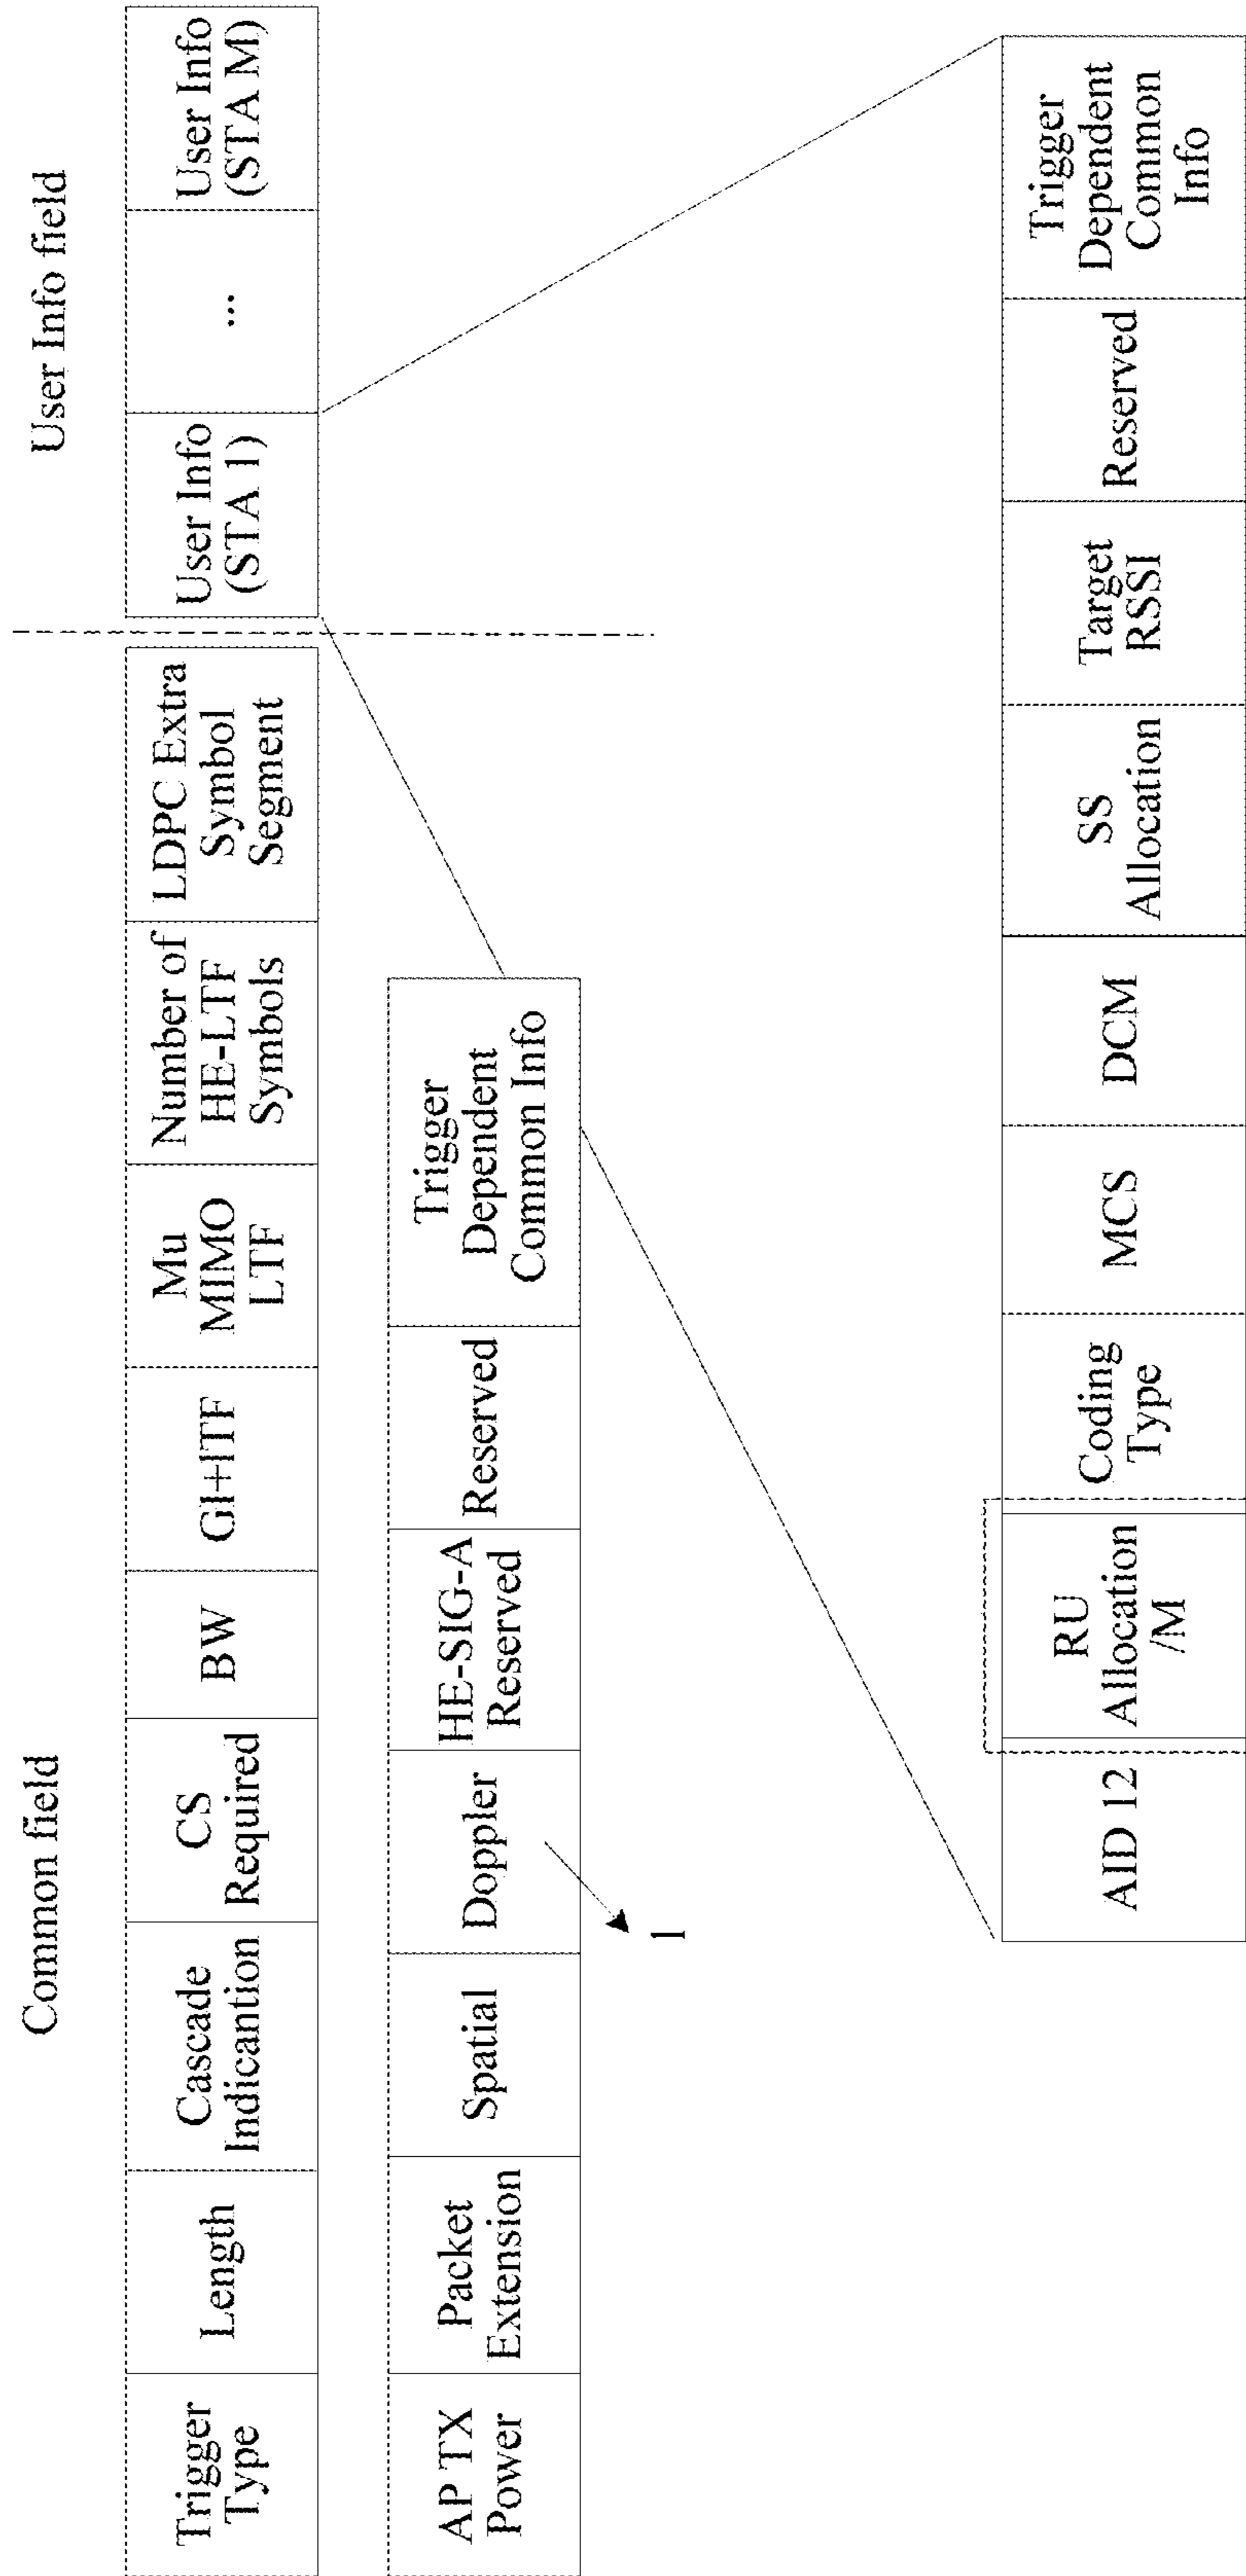 Common field
User Info field
Trigger
Type
Length
Cascade
Indicantion
CS
Required
BW
GI+ITF
Mu
MIMO
LTF
Number of
HE-LTF
Symbols
LDPC Extra
Symbol
Segment
User Info
(STA 1)
...
User Info
(STA M)
AP TX
Power
Packet
Extension
Spatial
Doppler
HE-SIG-A
Reserved
Reserved
Trigger
Dependent
Common Info
1
AID 12
RU
Allocation
/M
Coding
Type
MCS
DCM
SS
Allocation
Target
RSSI
Reserved
Trigger
Dependent
Common
Info